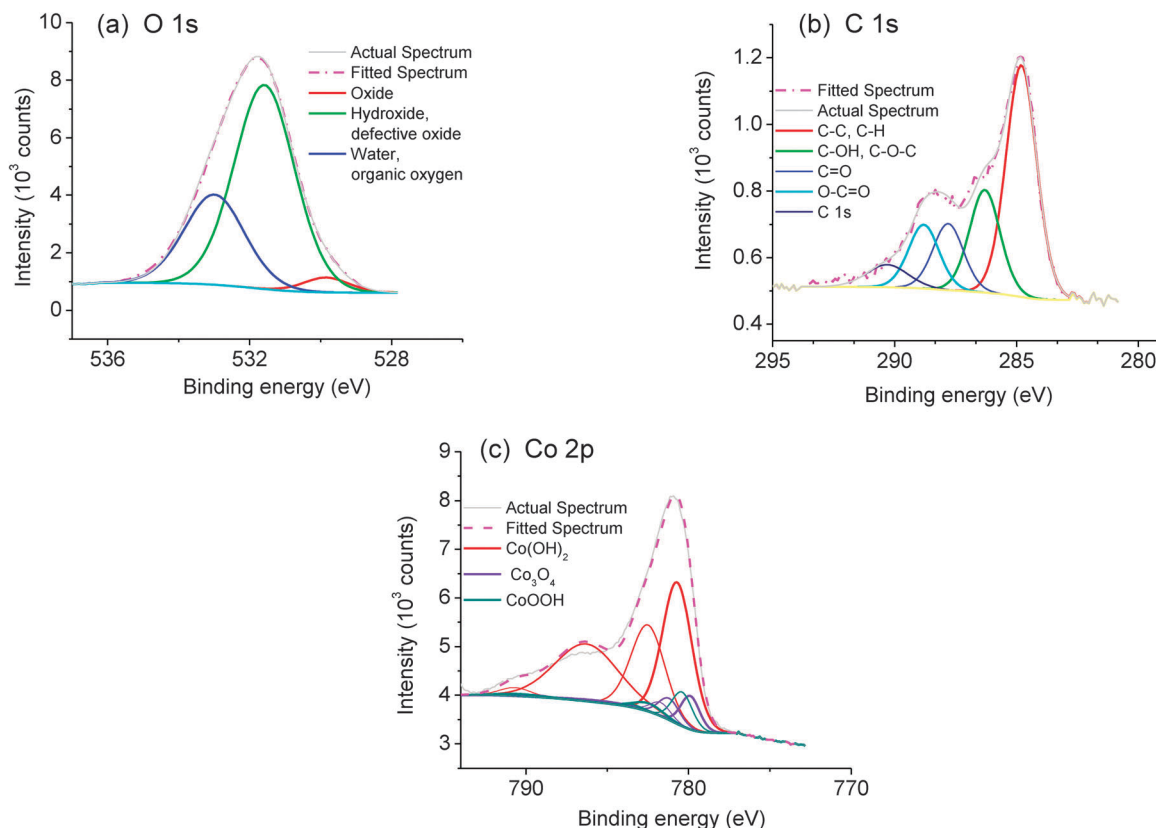 (a) O 1s
Actual Spectrum
Fitted Spectrum
Oxide
Hydroxide,
defective oxide
Water,
organic oxygen
Intensity (10³ counts)
10
8
6
4
2
0
536
532
528
Binding energy (eV)
(b) C 1s
Fitted Spectrum
Actual Spectrum
C-C, C-H
C-OH, C-O-C
C=O
O-C=O
C 1s
Intensity (10³ counts)
1.2
0.8
0.6
0.4
295
290
285
280
Binding energy (eV)
(c) Co 2p
Actual Spectrum
Fitted Spectrum
Co(OH)₂
Co₃O₄
CoOOH
Intensity (10³ counts)
9
8
7
6
5
4
3
790
780
770
Binding energy (eV)